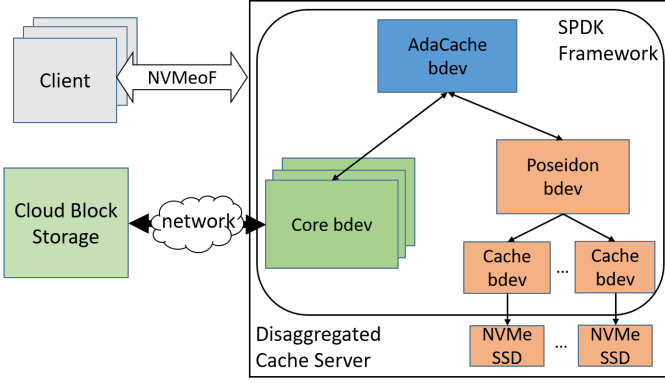 SPDK
Framework
AdaCache
bdev
Client
NVMeoF
Poseidon
bdev
Cloud Block
Storage
network
Core bdev
Cache
bdev
...
Cache
bdev
Disaggregated
Cache Server
NVMe
SSD
...
NVMe
SSD